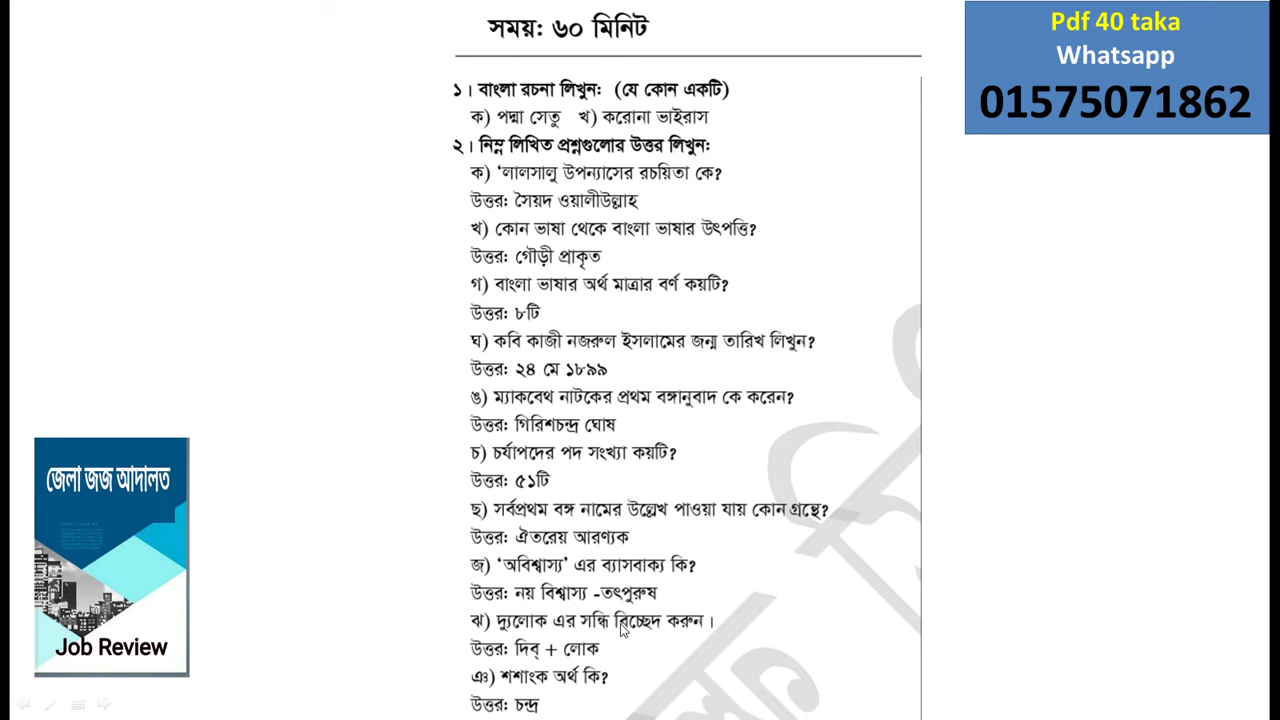 সময়: ৬০ মিনিট
Pdf 40 taka
Whatsapp
01575071862
১। বাংলা রচনা লিখুন: (যে কোন একটি)
ক) পদ্মা সেতু খ) করোনা ভাইরাস
২। নিম্ন লিখিত প্রশ্নগুলোর উত্তর লিখুন:
ক) ‘লালসালু উপন্যাসের রচয়িতা কে?
উত্তর: সৈয়দ ওয়ালীউল্লাহ
খ) কোন ভাষা থেকে বাংলা ভাষার উৎপত্তি?
উত্তর: গৌড়ী প্রাকৃত
গ) বাংলা ভাষার অর্থ মাত্রার বর্ণ কয়টি?
উত্তর: ৮টি
ঘ) কবি কাজী নজরুল ইসলামের জন্ম তারিখ লিখুন?
উত্তর: ২৪ মে ১৮৯৯
ঙ) ম্যাকবেথ নাটকের প্রথম বঙ্গানুবাদ কে করেন?
উত্তর: গিরিশচন্দ্র ঘোষ
চ) চর্যাপদের পদ সংখ্যা কয়টি?
উত্তর: ৫১টি
ছ) সর্বপ্রথম বঙ্গ নামের উল্লেখ পাওয়া যায় কোন গ্রন্থে?
উত্তর: ঐতরেয় আরণ্যক
জ) ‘অবিশ্বাস্য’ এর ব্যাসবাক্য কি?
উত্তর: নয় বিশ্বাস্য -তৎপুরুষ
ঝ) দ্যুলোক এর সন্ধি বিচ্ছেদ করুন।
উত্তর: দিব্ + লোক
ঞ) শশাংক অর্থ কি?
উত্তর: চন্দ্র
জেলা জজ আদালত
Job Review